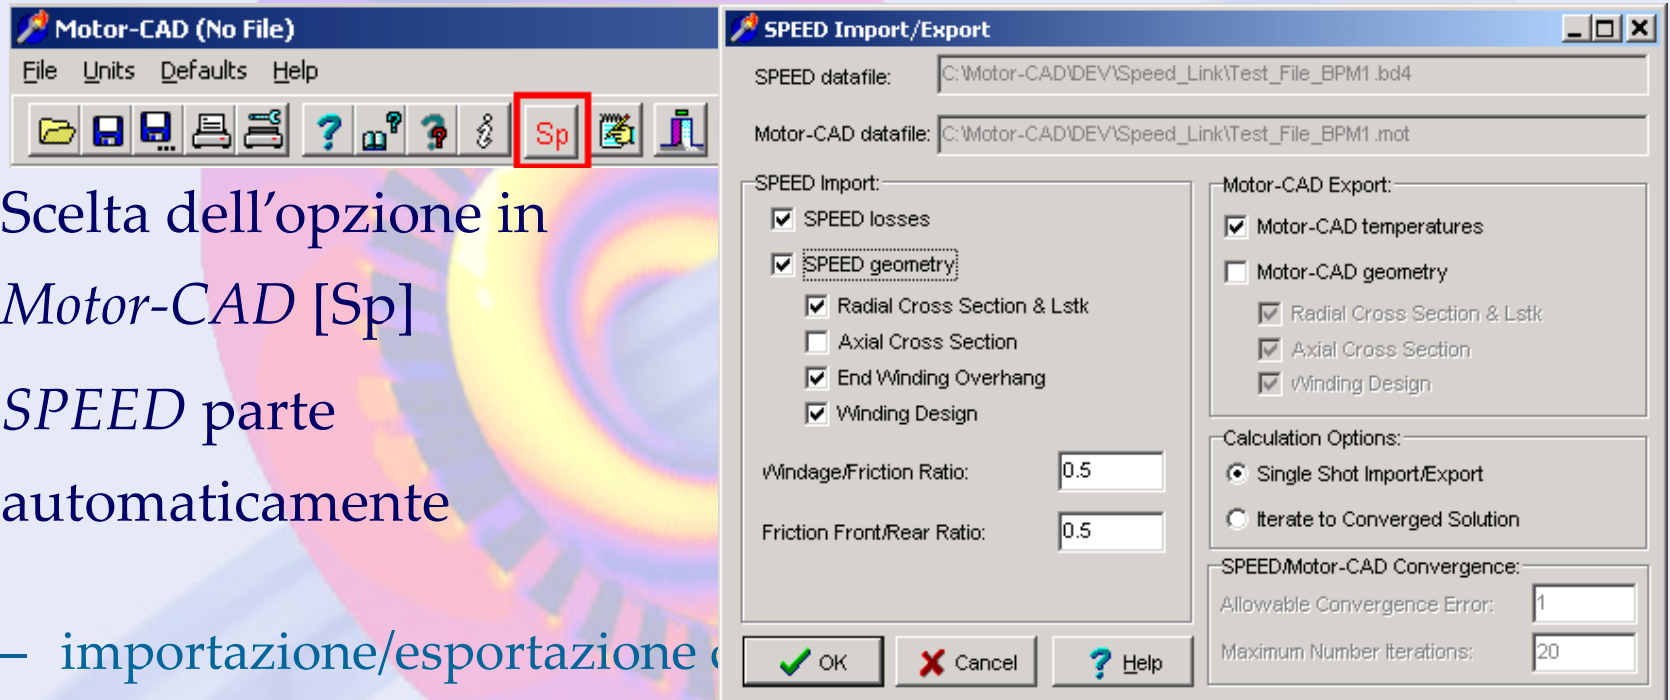 Motor-CAD (No File)
File Units Defaults Help
Sp
Scelta dell'opzione in
Motor-CAD [Sp]
SPEED parte
automaticamente
– importazione/esportazione
SPEED Import/Export
SPEED datafile: C:\Motor-CAD\DEV\Speed_Link\Test_File_BPM1.bd4
Motor-CAD datafile: C:\Motor-CAD\DEV\Speed_Link\Test_File_BPM1.mot
SPEED Import:
SPEED losses
SPEED geometry
Radial Cross Section & Lstk
Axial Cross Section
End Winding Overhang
Winding Design
Windage/Friction Ratio: 0.5
Friction Front/Rear Ratio: 0.5
Motor-CAD Export:
Motor-CAD temperatures
Motor-CAD geometry
Radial Cross Section & Lstk
Axial Cross Section
Winding Design
Calculation Options:
Single Shot Import/Export
Iterate to Converged Solution
SPEED/Motor-CAD Convergence:
Allowable Convergence Error: 1
Maximum Number Iterations: 20
OK Cancel Help